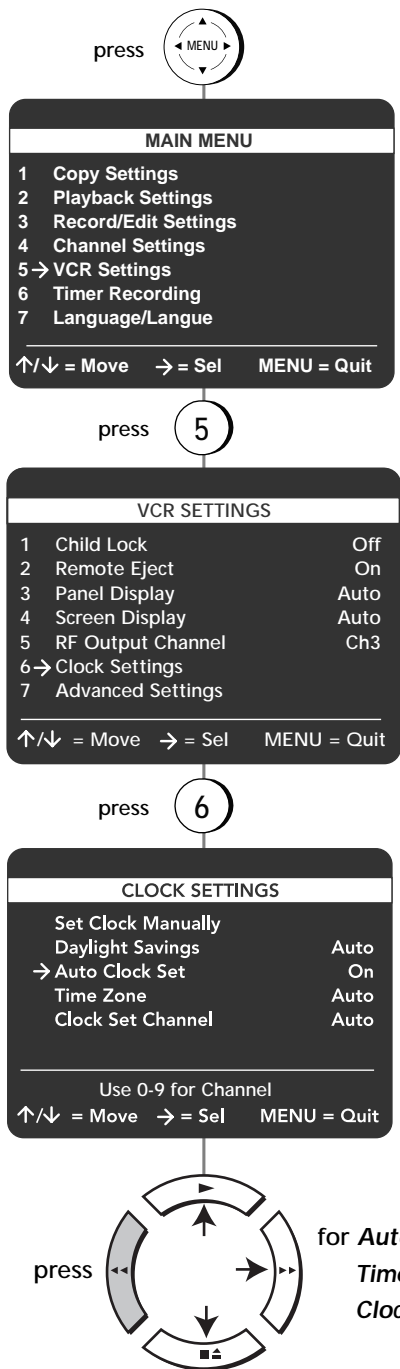 press MENU
MAIN MENU
1 Copy Settings
2 Playback Settings
3 Record/Edit Settings
4 Channel Settings
5→ VCR Settings
6 Timer Recording
7 Language/Langue
↑/↓ = Move → = Sel MENU = Quit
press 5
VCR SETTINGS
1 Child Lock Off
2 Remote Eject On
3 Panel Display Auto
4 Screen Display Auto
5 RF Output Channel Ch3
6→ Clock Settings
7 Advanced Settings
↑/↓ = Move → = Sel MENU = Quit
press 6
CLOCK SETTINGS
Set Clock Manually
Daylight Savings Auto
→ Auto Clock Set On
Time Zone Auto
Clock Set Channel Auto
Use 0-9 for Channel
↑/↓ = Move → = Sel MENU = Quit
for
press